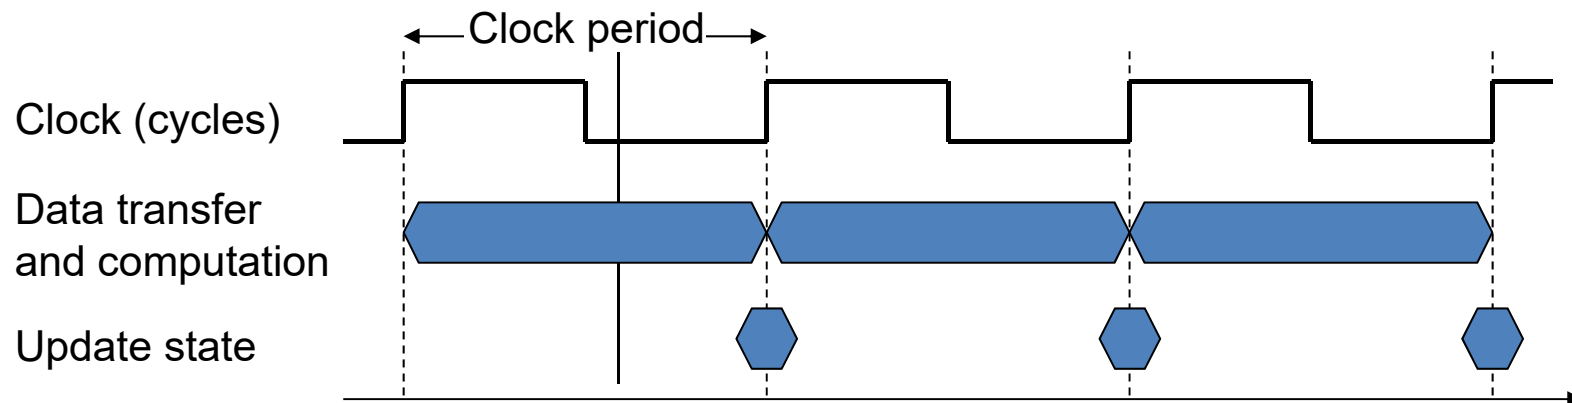 Clock period
Clock (cycles)
Data transfer
and computation
Update state